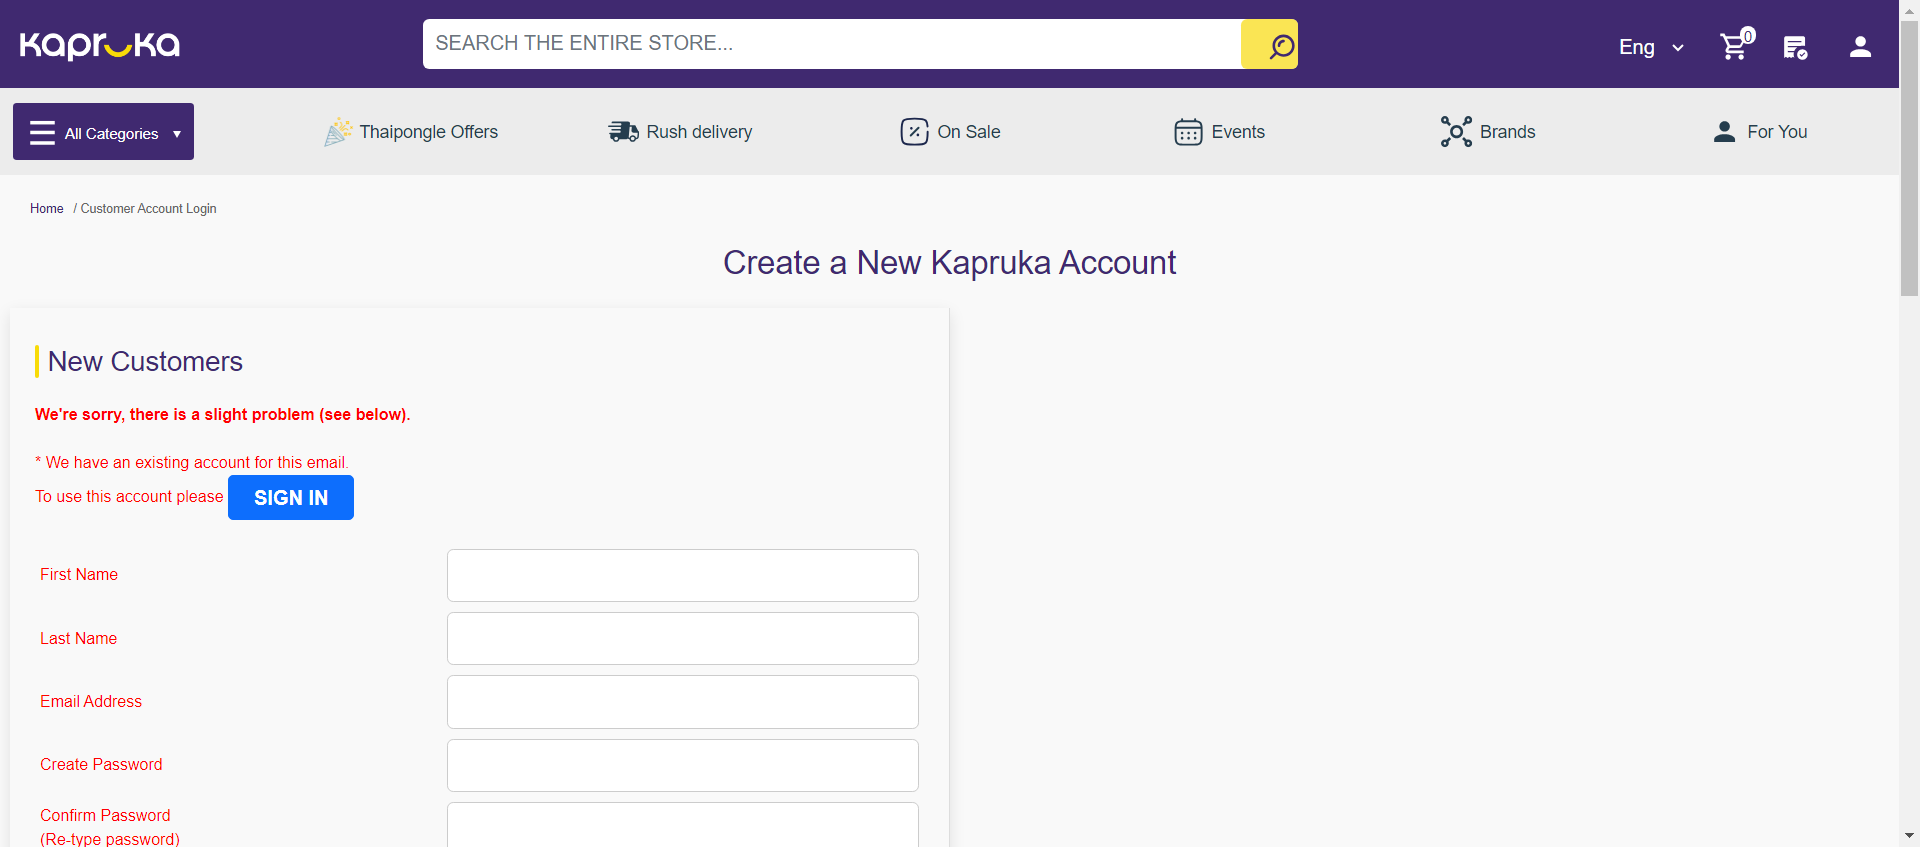 kapruka
SEARCH THE ENTIRE STORE...
Eng
0
All Categories ▼
Thaipongle Offers
Rush delivery
On Sale
Events
Brands
For You
Home / Customer Account Login
Create a New Kapruka Account
New Customers
We're sorry, there is a slight problem (see below).
* We have an existing account for this email.
To use this account please SIGN IN
First Name
Last Name
Email Address
Create Password
Confirm Password
(Re-type password)